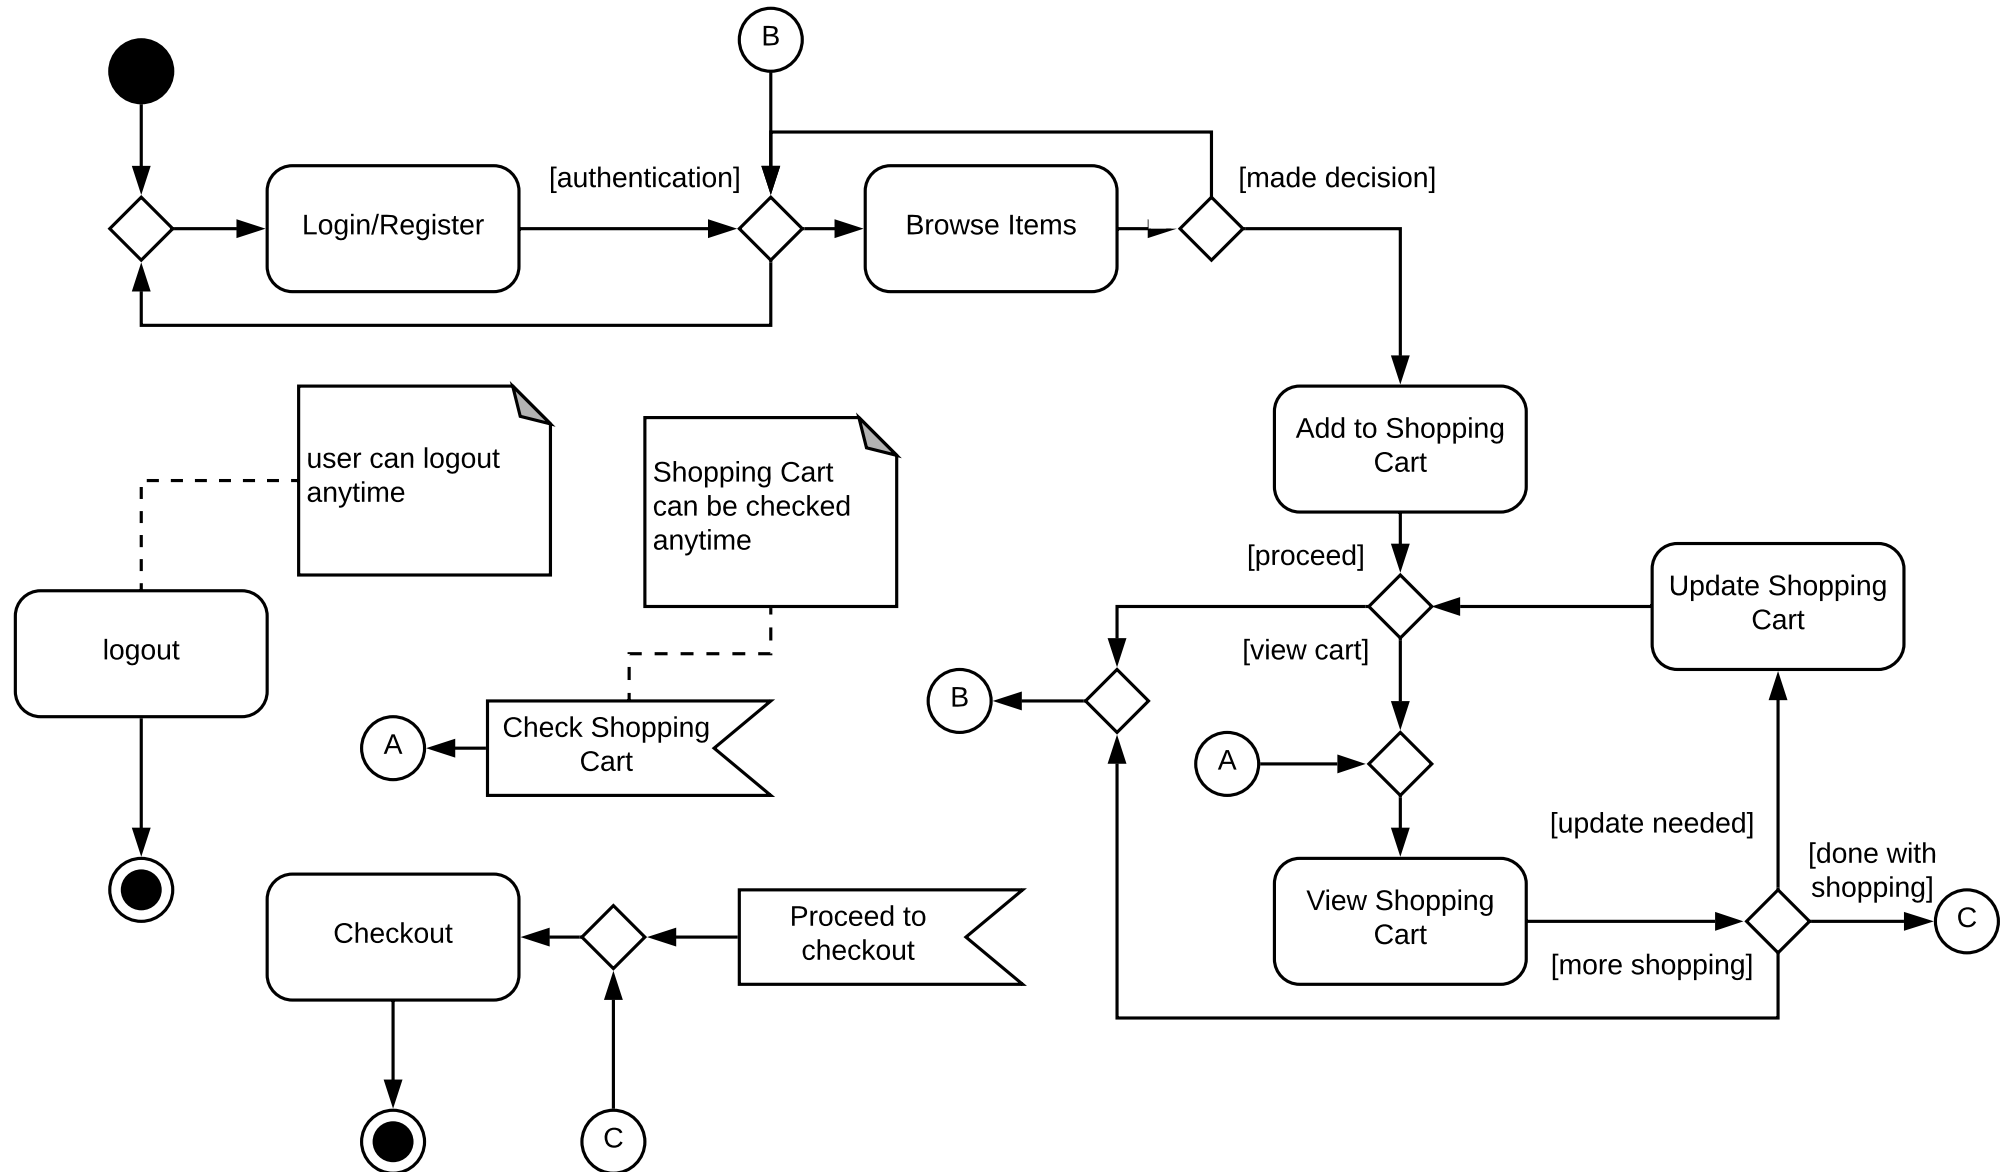 B
[authentication]
[made decision]
Login/Register
Browse Items
Add to Shopping
Cart
user can logout
anytime
Shopping Cart
can be checked
anytime
[proceed]
Update Shopping
Cart
logout
[view cart]
B
Check Shopping
Cart
A
A
[update needed]
[done with
shopping]
View Shopping
Cart
C
Checkout
Proceed to
checkout
[more shopping]
C